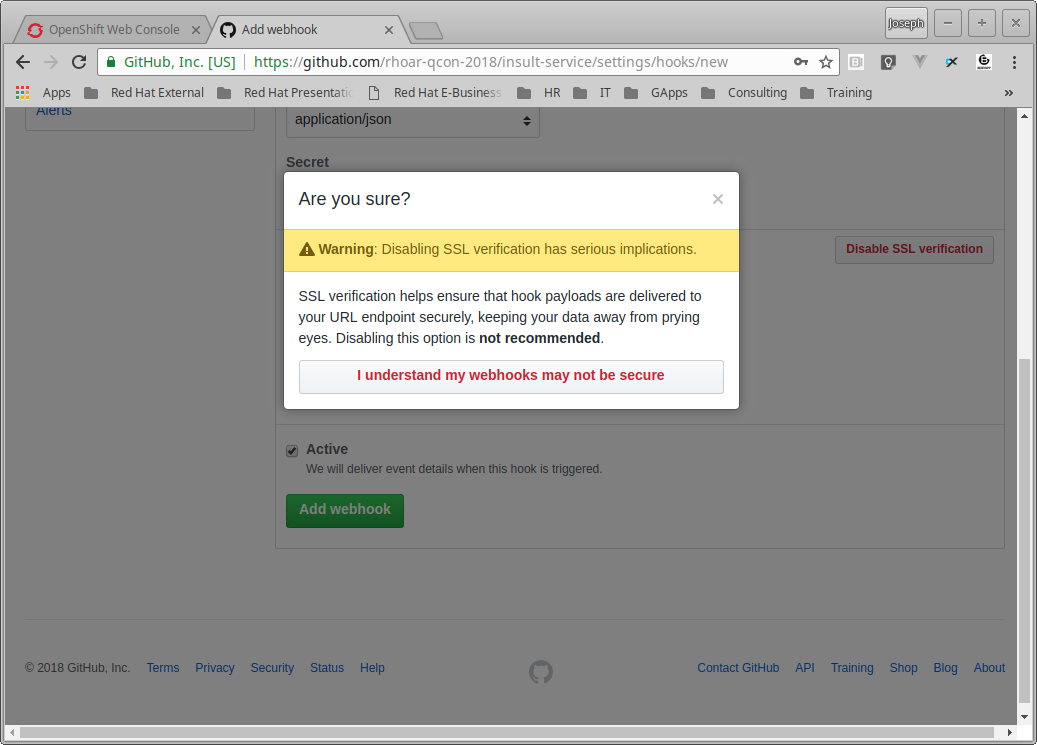 OpenShift Web Console
Add webhook
Joseph
GitHub, Inc. [US]
https://github.com/rhoar-qcon-2018/insult-service/settings/hooks/new
Apps
Red Hat External
Red Hat Presentatic
Red Hat E-Business
HR
IT
GApps
Consulting
Training
»
Alerts
application/json
Secret
Are you sure?
Warning: Disabling SSL verification has serious implications.
Disable SSL verification
SSL verification helps ensure that hook payloads are delivered to
your URL endpoint securely, keeping your data away from prying
eyes. Disabling this option is not recommended.
I understand my webhooks may not be secure
Active
We will deliver event details when this hook is triggered.
Add webhook
© 2018 GitHub, Inc.
Terms
Privacy
Security
Status
Help
Contact GitHub
API
Training
Shop
Blog
About